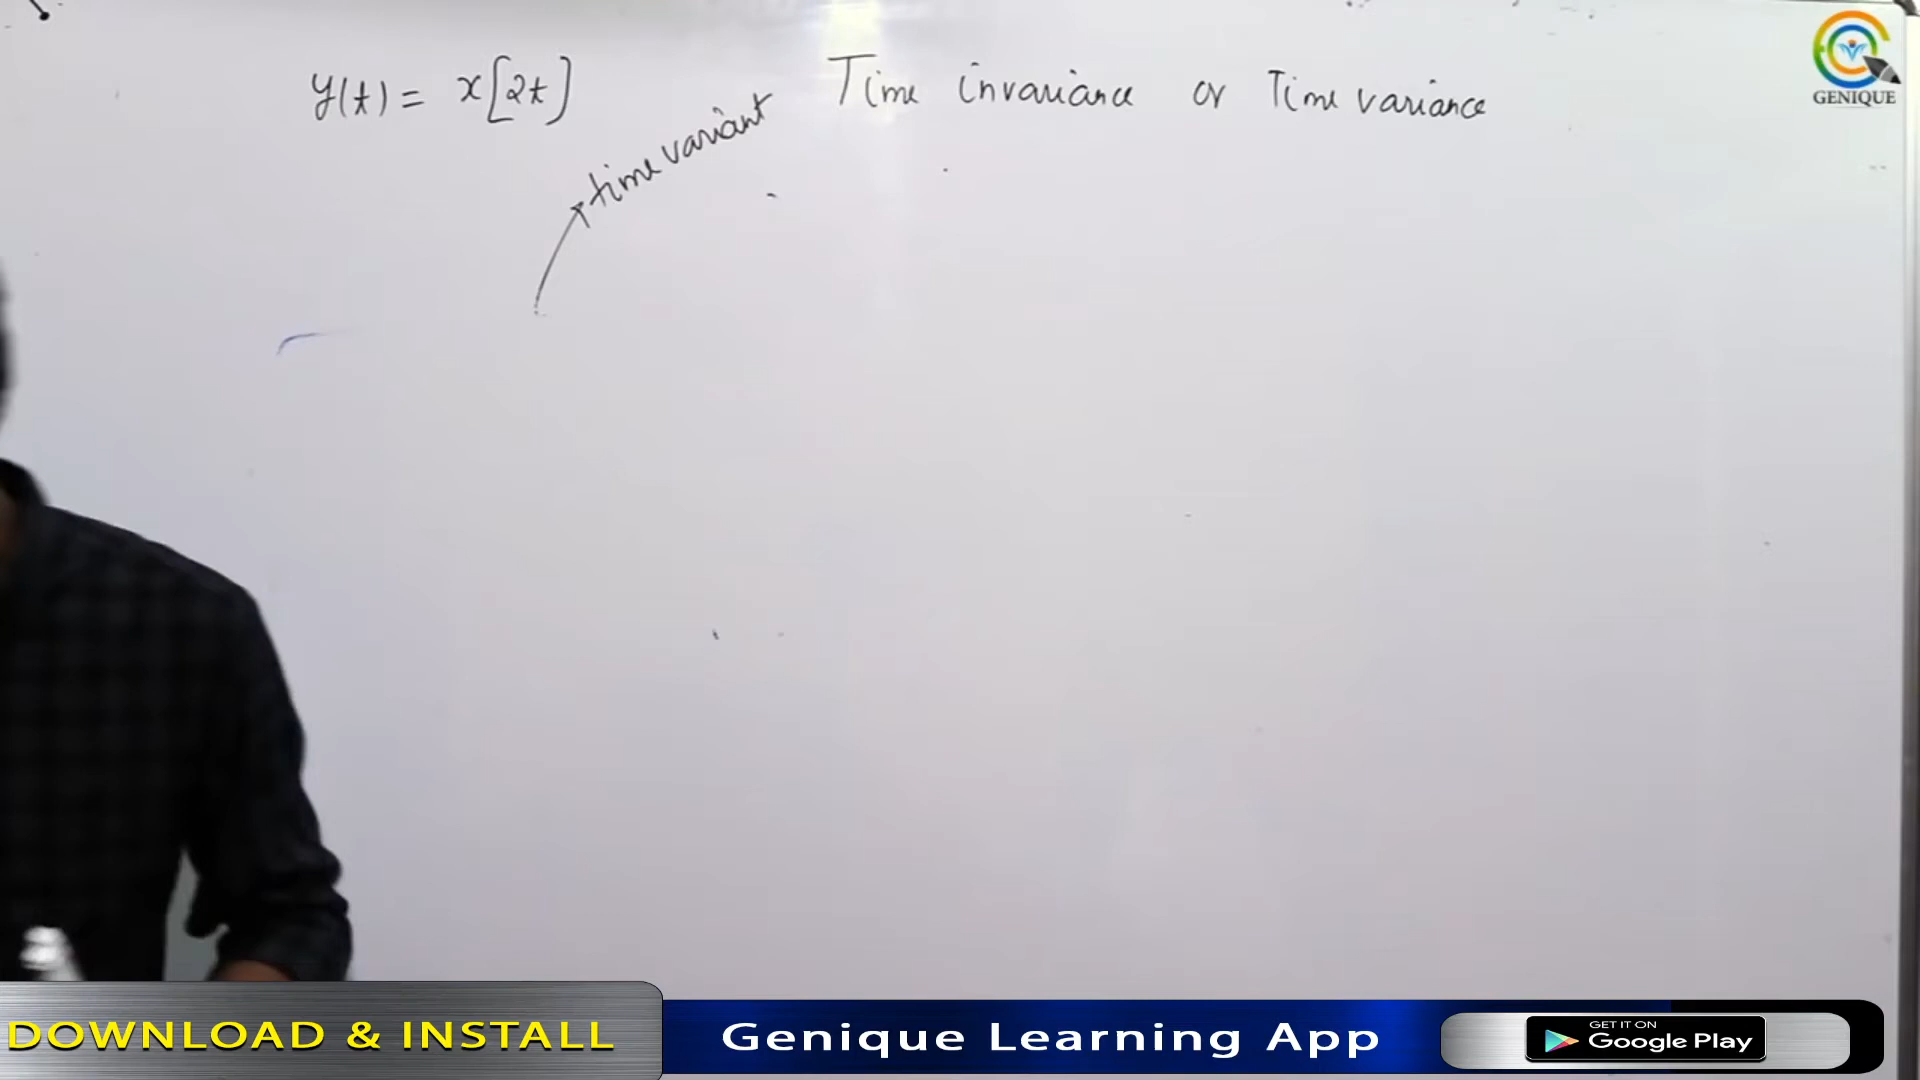 y(t) = x[2t]
Time invariance or Time variance
time variant
GENIQUE
DOWNLOAD & INSTALL
Genique Learning App
GET IT ON
Google Play